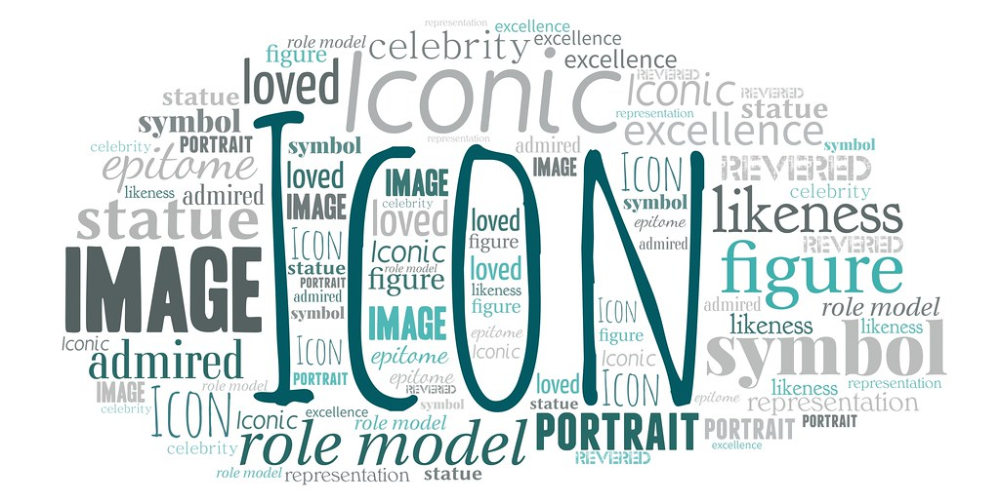 representation
excellence
role model
celebrity
excellence
figure
excellence
loved
Iconic
REVERED
Iconic
REVERED
statue
statue
symbol
representation
excellence
PORTRAIT
representation
celebrity
symbol
admired
symbol
epitome
IMAGE
Icon
REVERED
loved
IMAGE
likeness
admired
celebrity
IMAGE
celebrity
symbol
statue
loved
loved
epitome
likeness
Icon
figure
admired
REVERED
Iconic
IMAGE
statue
role model
loved
figure
PORTRAIT
figure
likeness
admired
figure
admired
role model
symbol
Icon
IMAGE
epitome
figure
likeness
likeness
Iconic
Icon
epitome
Iconic
Iconic
symbol
admired
PORTRAIT
epitome
Icon
ICON
loved
likeness
representation
IMAGE
role model
REVERED
statue
epitome
representation
celebrity
Icon
Iconic
excellence
symbol
role model
PORTRAIT
PORTRAIT
PORTRAIT
celebrity
role model
excellence
REVERED
role model
representation
statue